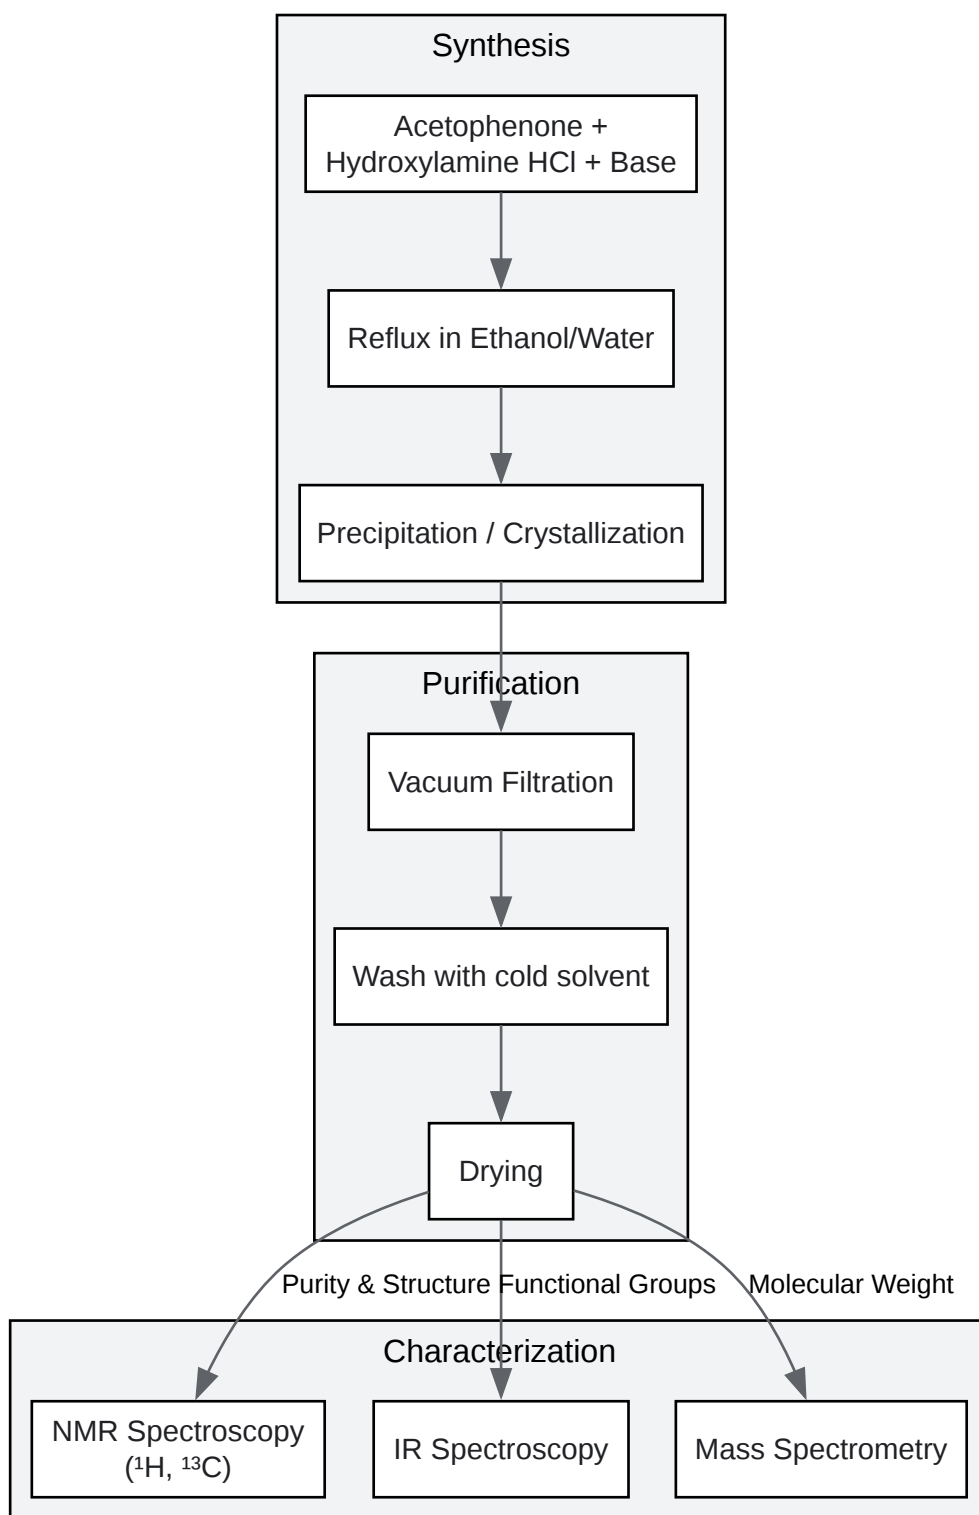 Synthesis
Acetophenone +
Hydroxylamine HCl + Base
Reflux in Ethanol/Water
Precipitation / Crystallization
Purification
Vacuum Filtration
Wash with cold solvent
Drying
Purity & Structure
Functional Groups
Molecular Weight
Characterization
NMR Spectroscopy
(¹H, ¹³C)
IR Spectroscopy
Mass Spectrometry